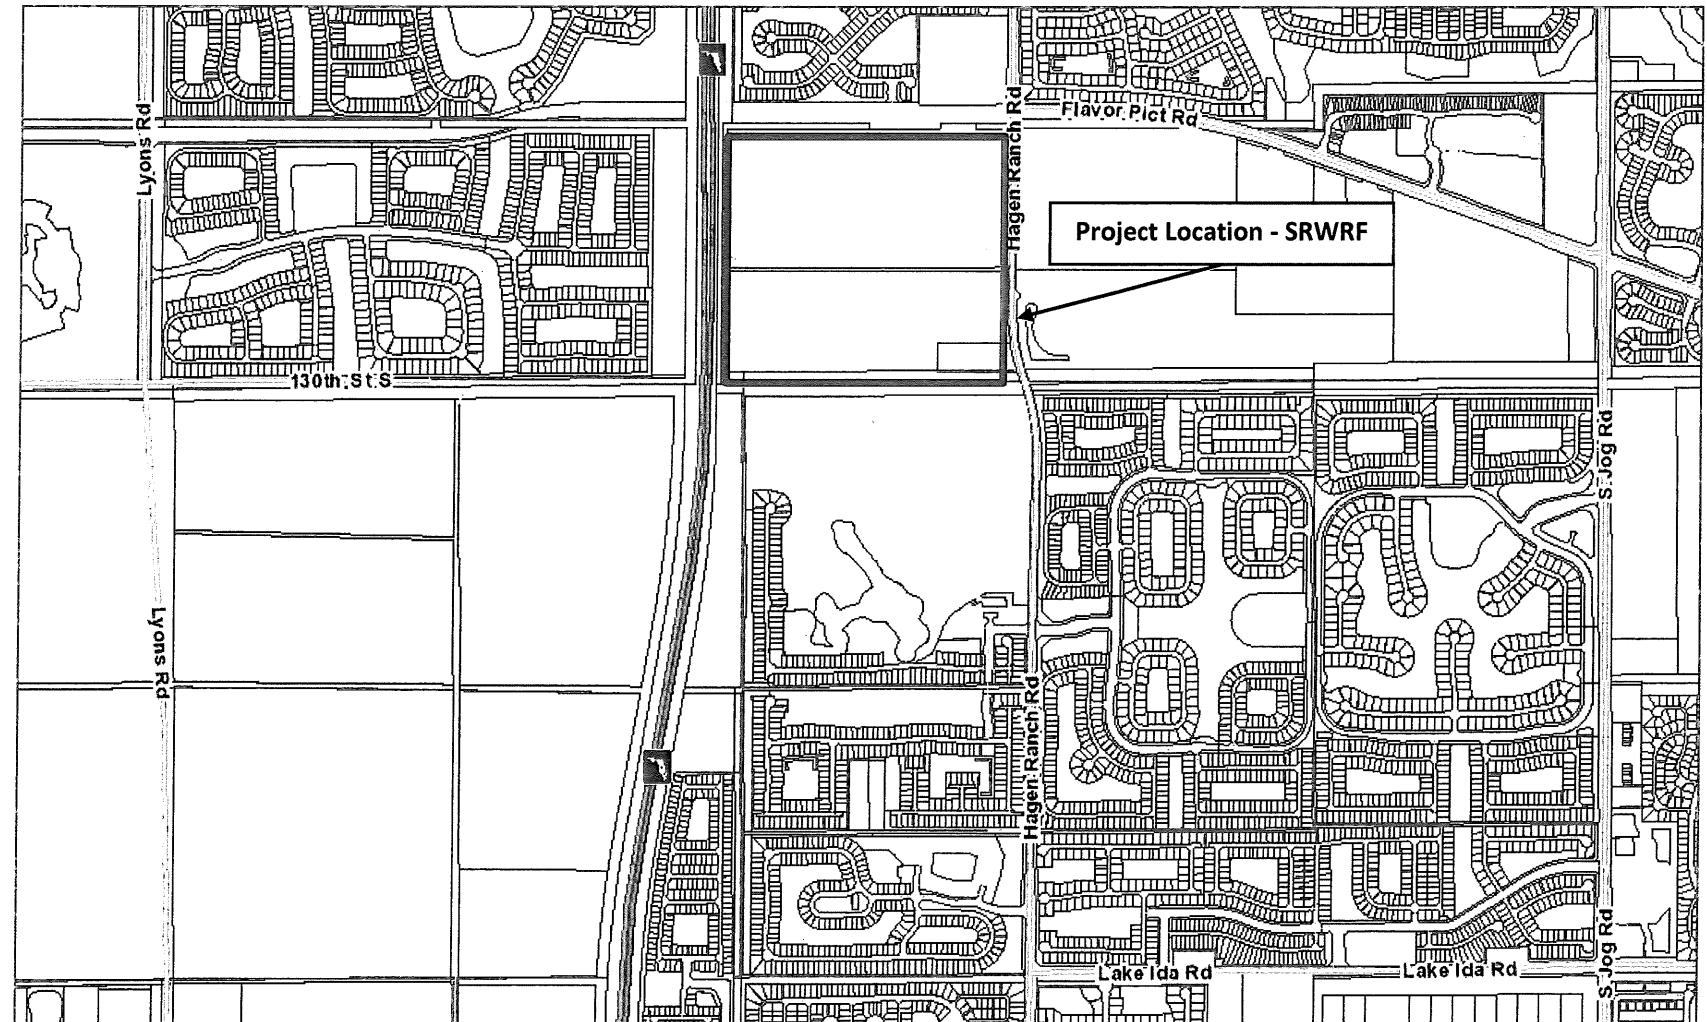 Lyons Rd
Hagen Ranch Rd
Flavor Pict Rd
Project Location - SRWRF
130th St S
S Jog Rd
Lyons Rd
Hagen Ranch Rd
Lake Ida Rd
Lake Ida Rd
S Jog Rd